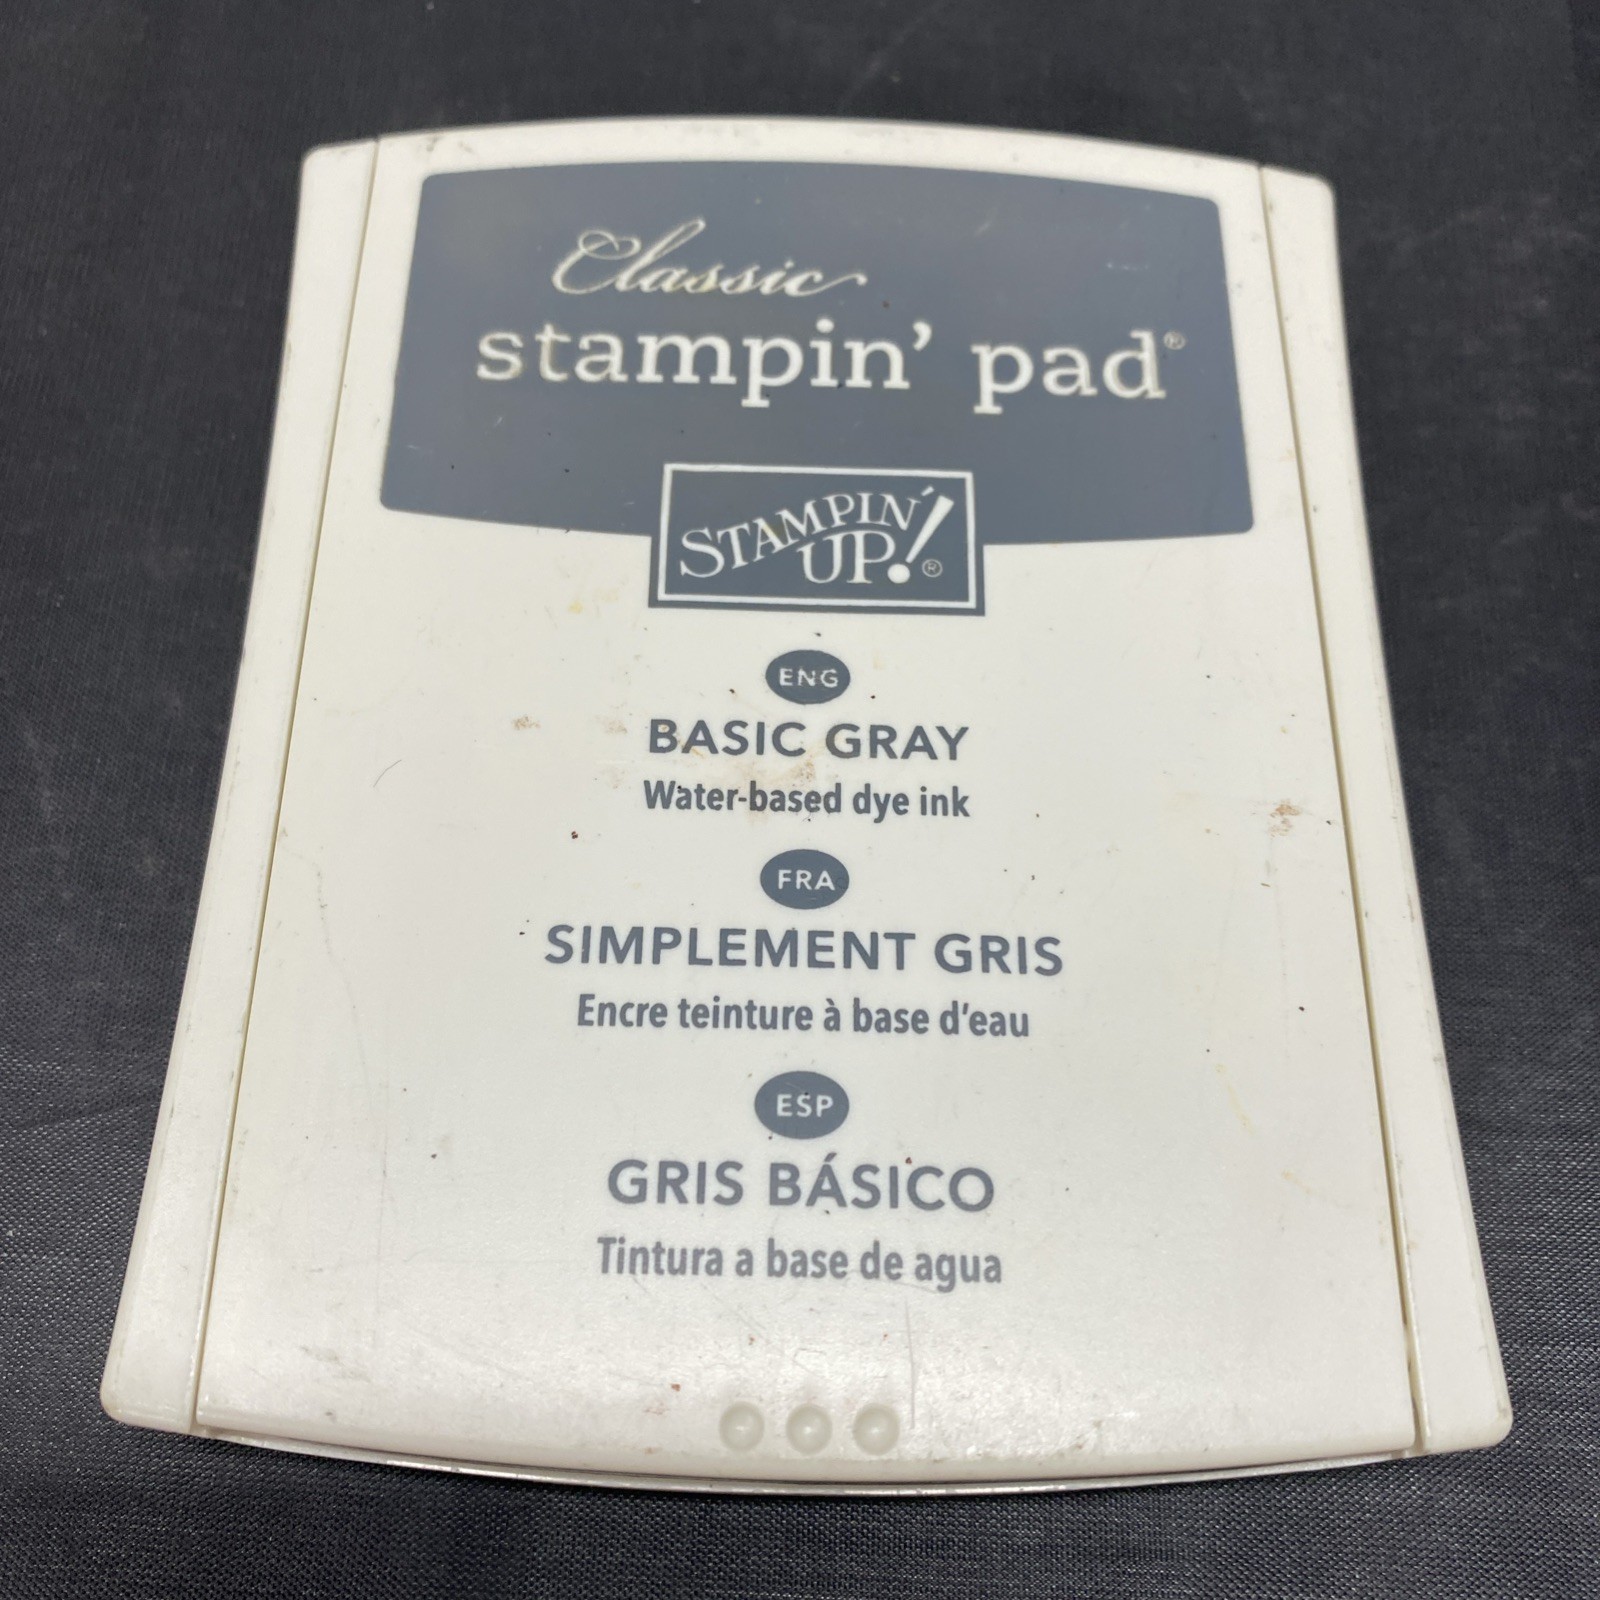 Classic
stampin' pad®
STAMPIN'
UP!®
ENG
BASIC GRAY
Water-based dye ink
FRA
SIMPLEMENT GRIS
Encre teinture à base d'eau
ESP
GRIS BÁSICO
Tintura a base de agua